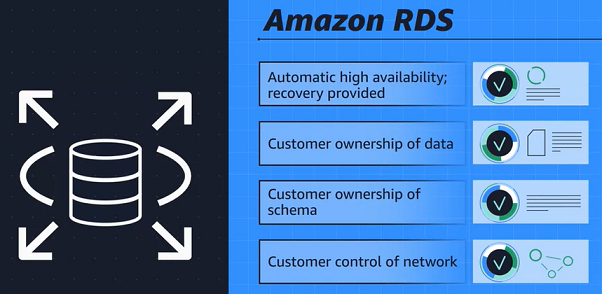 Amazon RDS
Automatic high availability;
recovery provided
Customer ownership of data
Customer ownership of
schema
Customer control of network